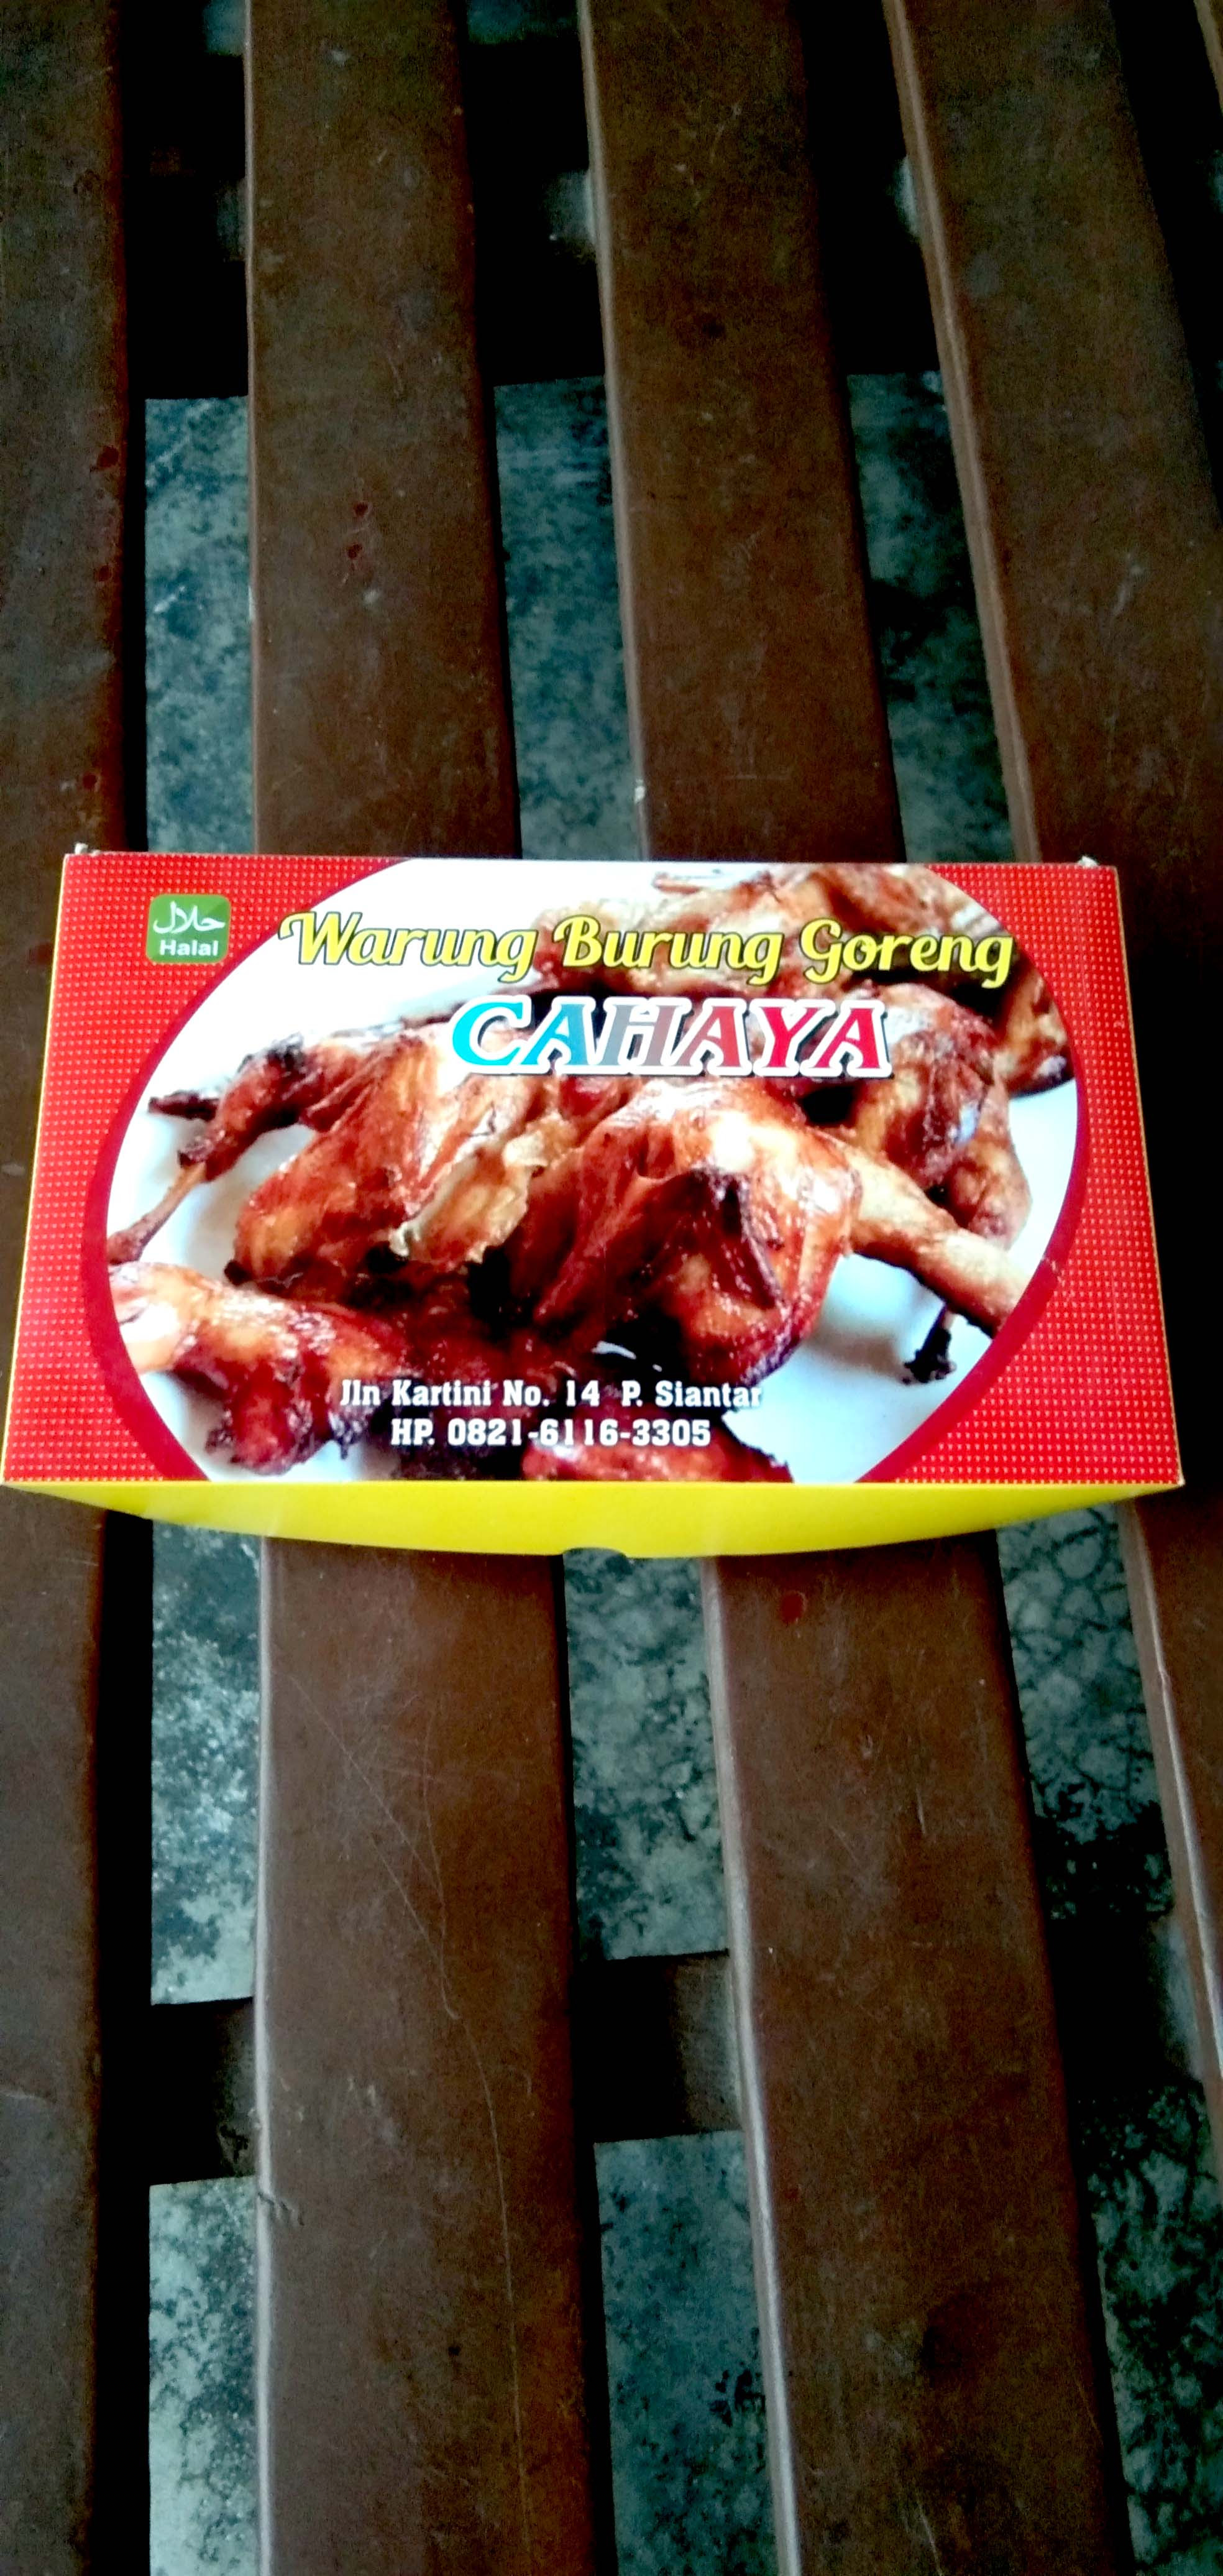 حلال
Halal
Warung Burung Goreng
CAHAYA
Jln Kartini No. 14 P. Siantar
HP. 0821-6116-3305